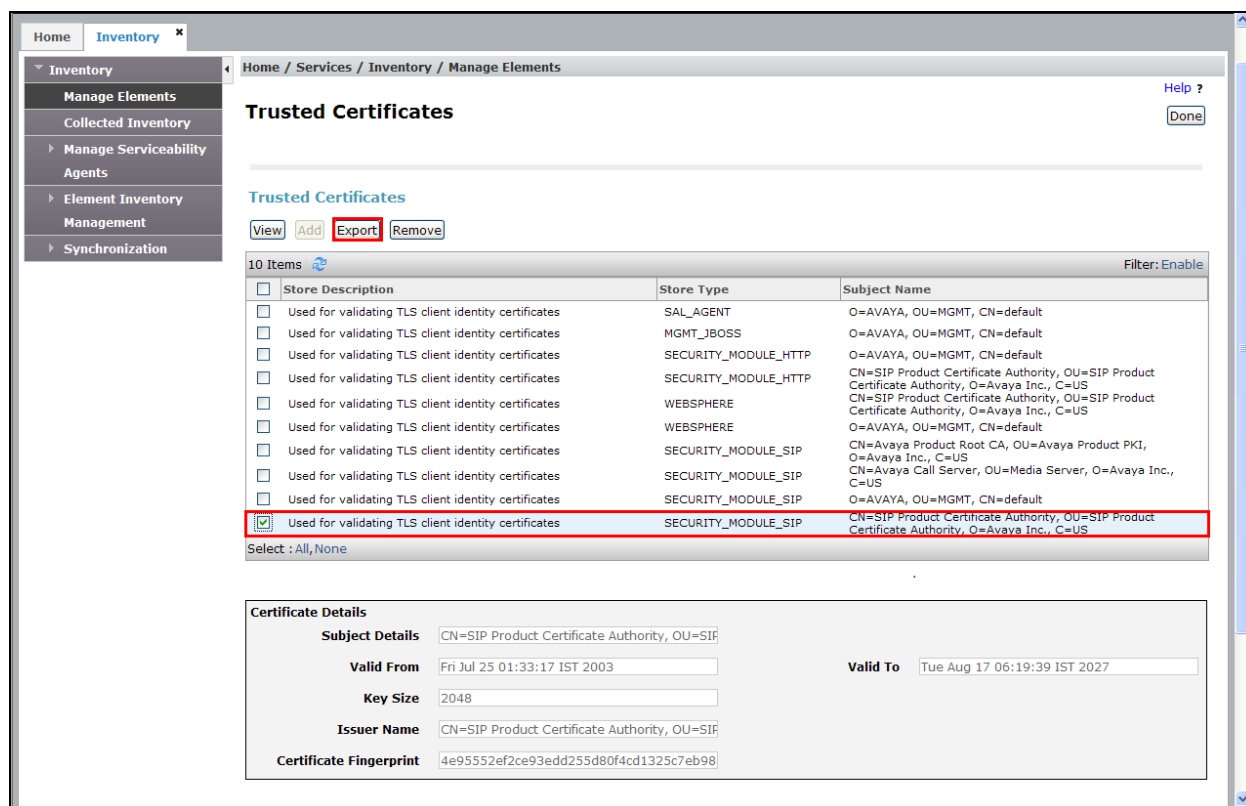 Home
Inventory
Inventory
Manage Elements
Collected Inventory
Manage Serviceability
Agents
Element Inventory
Management
Synchronization
Home / Services / Inventory / Manage Elements
Help ?
Trusted Certificates
Done
Trusted Certificates
View Add Export Remove
10 Items Filter: Enable
Store Description Store Type Subject Name
Used for validating TLS client identity certificates SAL_AGENT O=AVAYA, OU=MGMT, CN=default
Used for validating TLS client identity certificates MGMT_JBOSS O=AVAYA, OU=MGMT, CN=default
Used for validating TLS client identity certificates SECURITY_MODULE_HTTP O=AVAYA, OU=MGMT, CN=default
Used for validating TLS client identity certificates SECURITY_MODULE_HTTP CN=SIP Product Certificate Authority, OU=SIP Product
Certificate Authority, O=Avaya Inc., C=US
Used for validating TLS client identity certificates WEBSPHERE CN=SIP Product Certificate Authority, OU=SIP Product
Certificate Authority, O=Avaya Inc., C=US
Used for validating TLS client identity certificates WEBSPHERE O=AVAYA, OU=MGMT, CN=default
Used for validating TLS client identity certificates SECURITY_MODULE_SIP CN=Avaya Product Root CA, OU=Avaya Product PKI,
O=Avaya Inc., C=US
Used for validating TLS client identity certificates SECURITY_MODULE_SIP CN=Avaya Call Server, OU=Media Server, O=Avaya Inc.,
C=US
Used for validating TLS client identity certificates SECURITY_MODULE_SIP O=AVAYA, OU=MGMT, CN=default
Used for validating TLS client identity certificates SECURITY_MODULE_SIP CN=SIP Product Certificate Authority, OU=SIP Product
Certificate Authority, O=Avaya Inc., C=US
Select : All, None
Certificate Details
Subject Details CN=SIP Product Certificate Authority, OU=SIP
Valid From Fri Jul 25 01:33:17 IST 2003 Valid To Tue Aug 17 06:19:39 IST 2027
Key Size 2048
Issuer Name CN=SIP Product Certificate Authority, OU=SIP
Certificate Fingerprint 4e95552ef2ce93edd255d80f4cd1325c7eb98